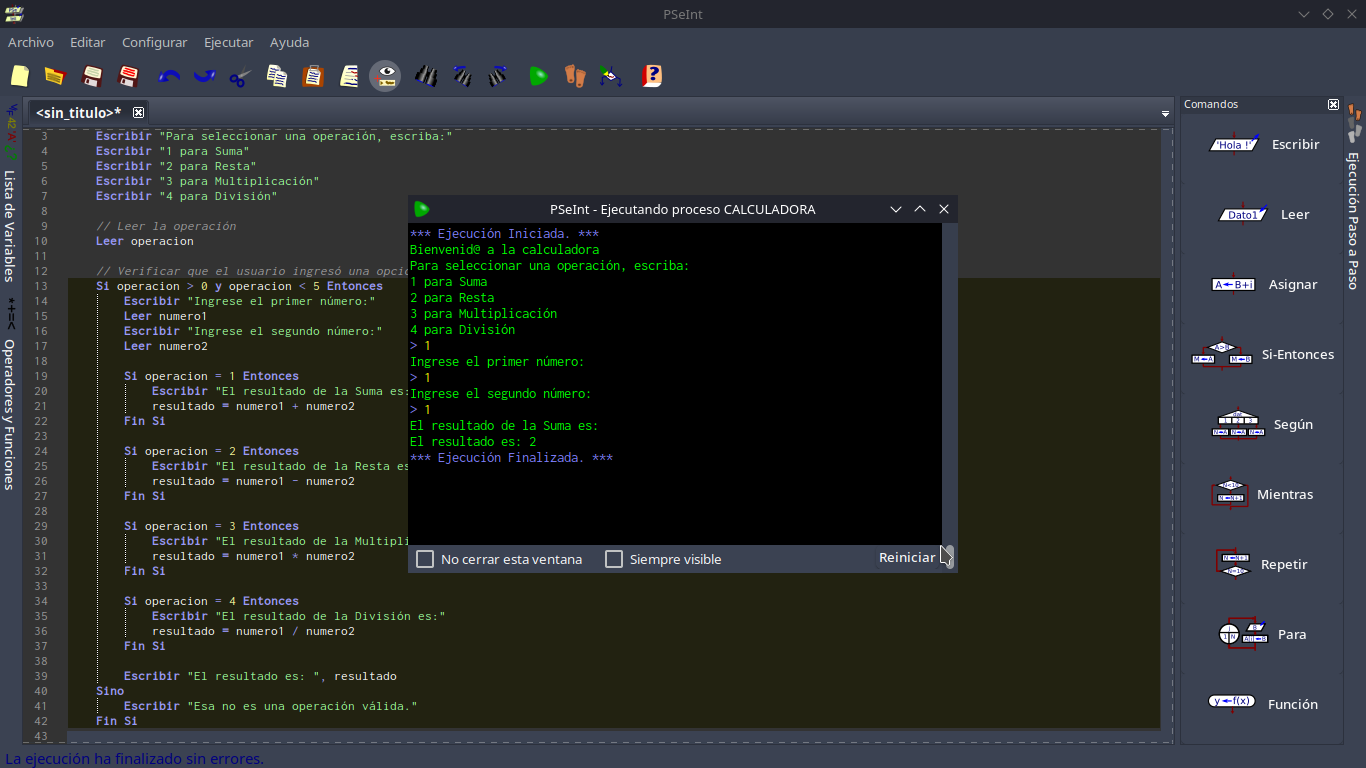 PSeInt
Archivo Editar Configurar Ejecutar Ayuda
<sin_titulo>*
Lista de Variables
Operadores y Funciones
3 Escribir "Para seleccionar una operación, escriba:"
4 Escribir "1 para Suma"
5 Escribir "2 para Resta"
6 Escribir "3 para Multiplicación"
7 Escribir "4 para División"
8
9 // Leer la operación
10 Leer operacion
11
12 // Verificar que el usuario ingresó una opció
13 Si operacion > 0 y operacion < 5 Entonces
14 Escribir "Ingrese el primer número:"
15 Leer numero1
16 Escribir "Ingrese el segundo número:"
17 Leer numero2
18
19 Si operacion = 1 Entonces
20 Escribir "El resultado de la Suma es:
21 resultado = numero1 + numero2
22 Fin Si
23
24 Si operacion = 2 Entonces
25 Escribir "El resultado de la Resta es
26 resultado = numero1 - numero2
27 Fin Si
28
29 Si operacion = 3 Entonces
30 Escribir "El resultado de la Multipli
31 resultado = numero1 * numero2
32 Fin Si
33
34 Si operacion = 4 Entonces
35 Escribir "El resultado de la División es:"
36 resultado = numero1 / numero2
37 Fin Si
38
39 Escribir "El resultado es: ", resultado
40 Sino
41 Escribir "Esa no es una operación válida."
42 Fin Si
43
PSeInt - Ejecutando proceso CALCULADORA
*** Ejecución Iniciada. ***
Bienvenid@ a la calculadora
Para seleccionar una operación, escriba:
1 para Suma
2 para Resta
3 para Multiplicación
4 para División
> 1
Ingrese el primer número:
> 1
Ingrese el segundo número:
> 1
El resultado de la Suma es:
El resultado es: 2
*** Ejecución Finalizada. ***
No cerrar esta ventana Siempre visible Reiniciar
Comandos
'Hola !' Escribir
Dato1 Leer
A←B+i Asignar
Si-Entonces
Según
Mientras
Repetir
Para
y←f(x) Función
Ejecución Paso a Paso
La ejecución ha finalizado sin errores.